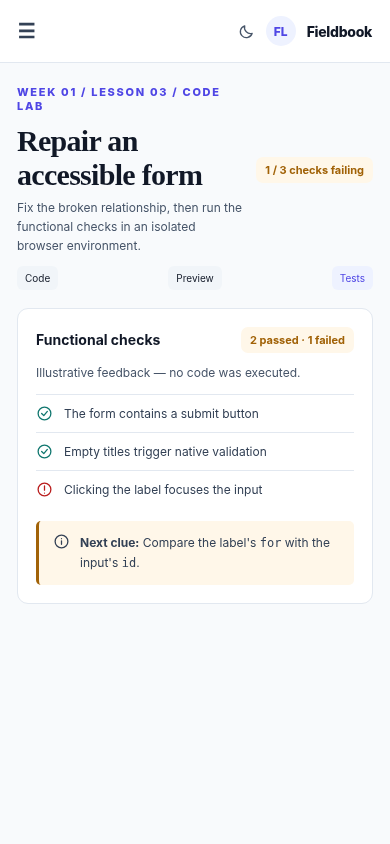 FL
Fieldbook
WEEK 01 / LESSON 03 / CODE
LAB
Repair an
accessible form
1 / 3 checks failing
Fix the broken relationship, then run the
functional checks in an isolated
browser environment.
Code
Preview
Tests
Functional checks
2 passed · 1 failed
Illustrative feedback — no code was executed.
The form contains a submit button
Empty titles trigger native validation
Clicking the label focuses the input
Next clue: Compare the label's for with the
input's id.